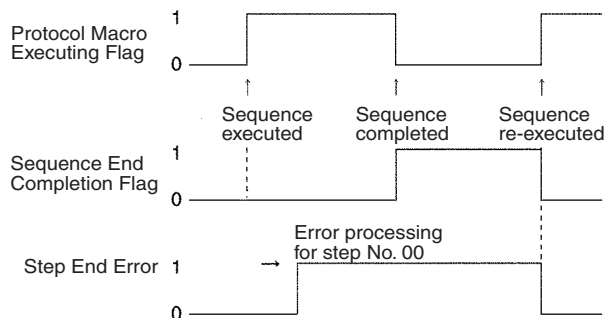 Protocol Macro
Executing Flag
1
0
Sequence
executed
Sequence
completed
Sequence
re-executed
Sequence End
Completion Flag
1
0
Error processing
for step No. 00
Step End Error
1
0